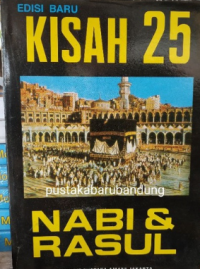 EDISI BARU
KISAH 25
pustakabarubandung
NABI &
RASUL